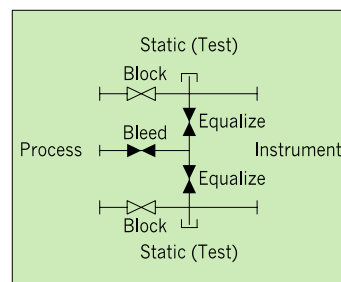 Static (Test)
Block
Equalize
Bleed
Process
Instrument
Equalize
Block
Static (Test)